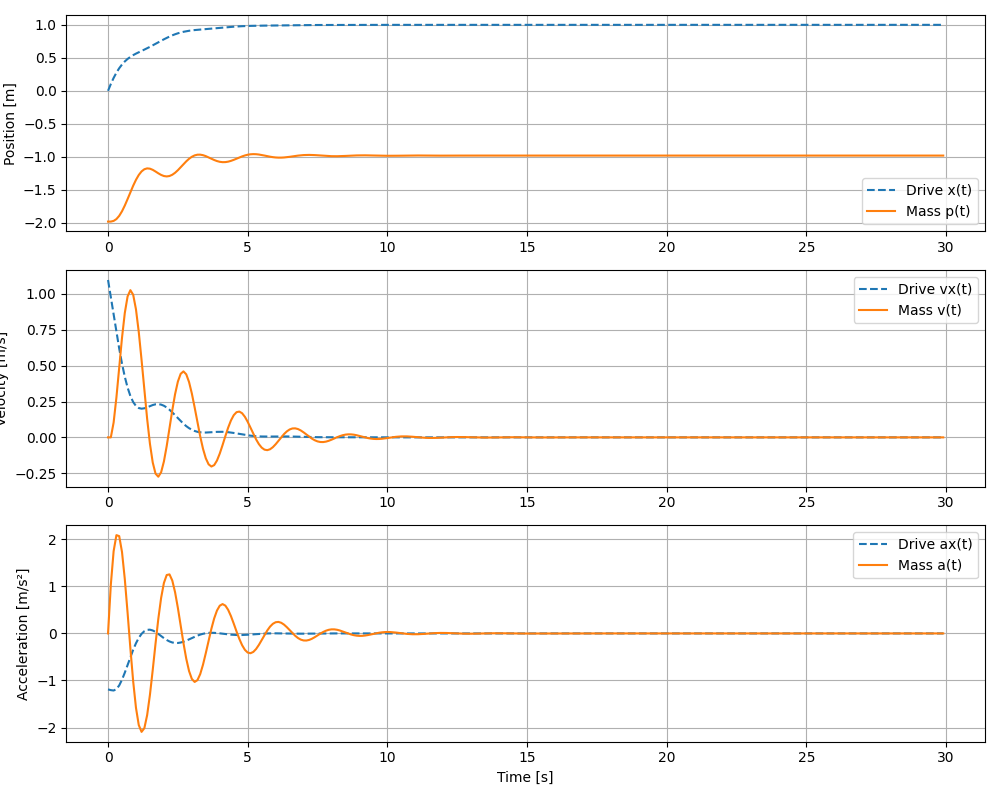 1.0
0.5
0.0
−0.5
−1.0
−1.5
−2.0
Position [m]
Drive x(t)
Mass p(t)
0 5 10 15 20 25 30
1.00
0.75
0.50
0.25
0.00
−0.25
[m/s]
Drive vx(t)
Mass v(t)
0 5 10 15 20 25 30
2
1
0
−1
−2
Acceleration [m/s²]
Drive ax(t)
Mass a(t)
0 5 10 15 20 25 30
Time [s]